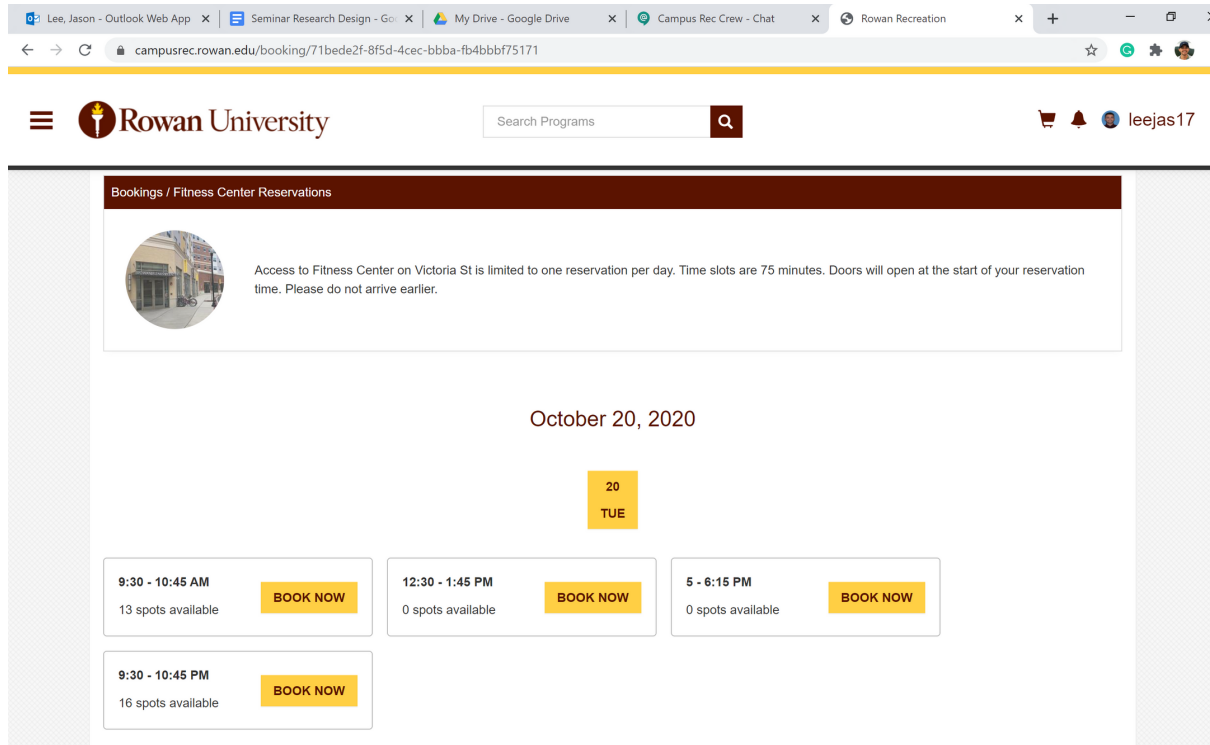 Lee, Jason - Outlook Web App
Seminar Research Design - Goo
My Drive - Google Drive
Campus Rec Crew - Chat
Rowan Recreation
campusrec.rowan.edu/booking/71bede2f-8f5d-4cec-bbba-fb4bbbf75171
Rowan University
Search Programs
leejas17
Bookings / Fitness Center Reservations
Access to Fitness Center on Victoria St is limited to one reservation per day. Time slots are 75 minutes. Doors will open at the start of your reservation
time. Please do not arrive earlier.
October 20, 2020
20
TUE
9:30 - 10:45 AM
13 spots available
BOOK NOW
12:30 - 1:45 PM
0 spots available
BOOK NOW
5 - 6:15 PM
0 spots available
BOOK NOW
9:30 - 10:45 PM
16 spots available
BOOK NOW